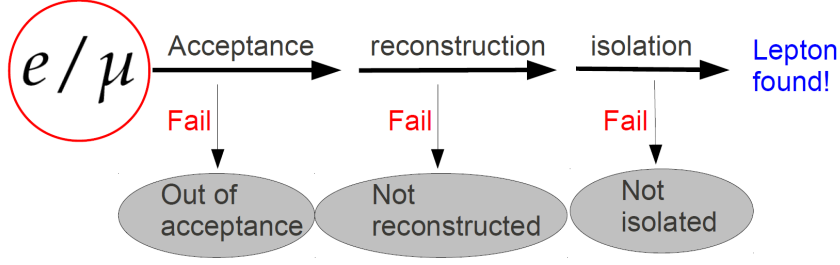 e / μ
Acceptance
reconstruction
isolation
Lepton
found!
Fail
Fail
Fail
Out of
acceptance
Not
reconstructed
Not
isolated